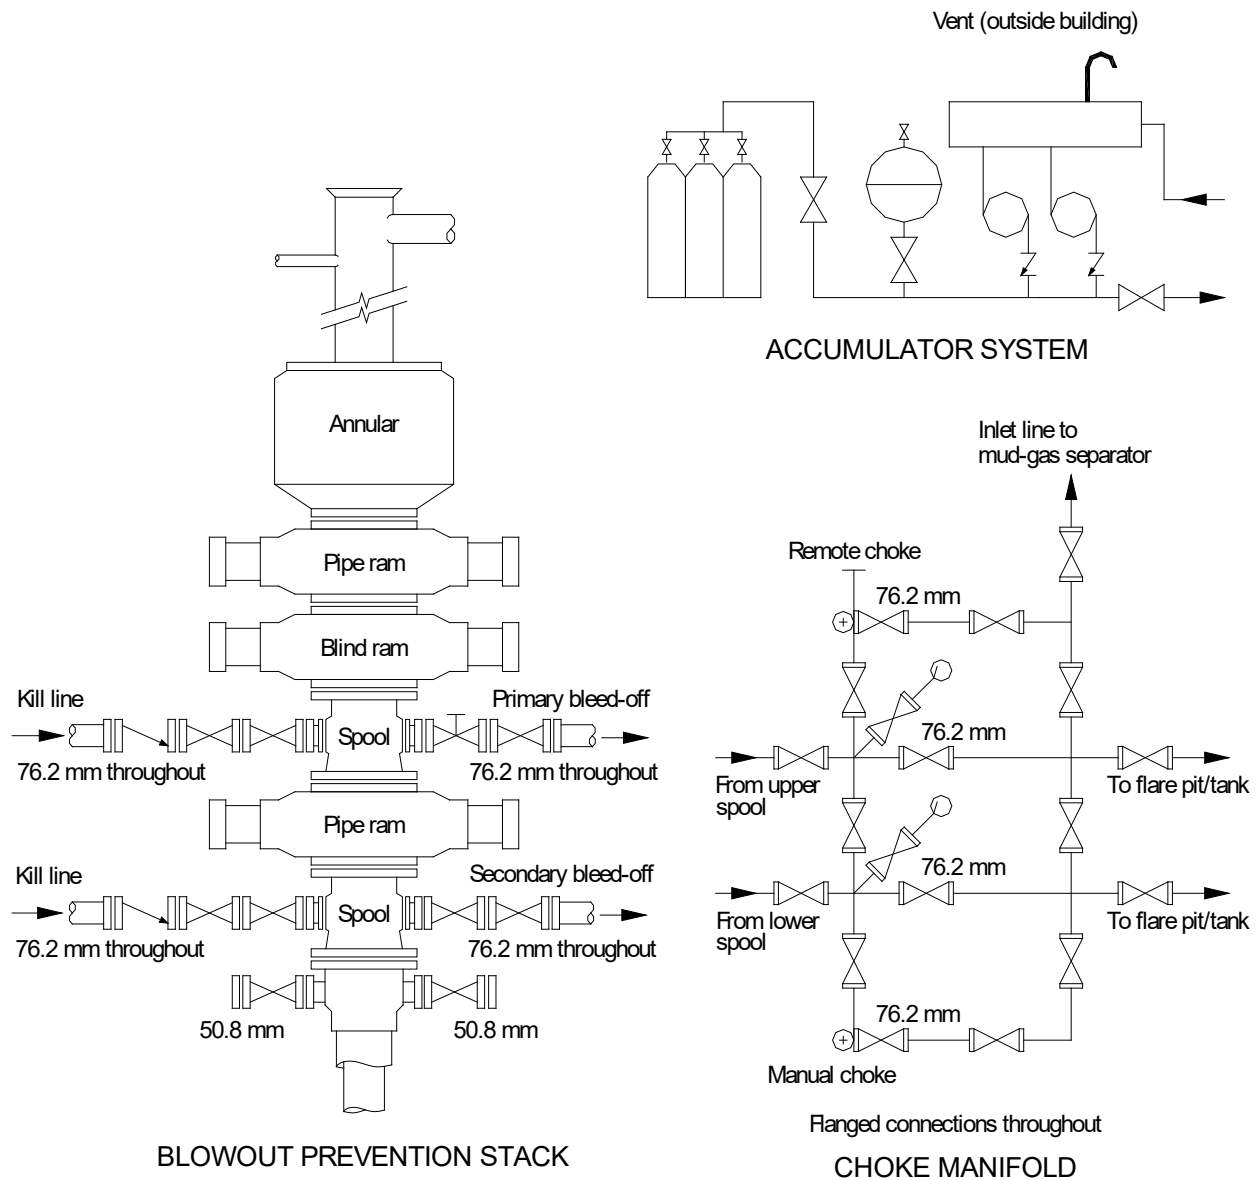 Vent (outside building)
ACCUMULATOR SYSTEM
Annular
Pipe ram
Blind ram
Kill line
Primary bleed-off
Spool
76.2 mm throughout
76.2 mm throughout
Pipe ram
Kill line
Secondary bleed-off
Spool
76.2 mm throughout
76.2 mm throughout
50.8 mm
50.8 mm
BLOWOUT PREVENTION STACK
Inlet line to
mud-gas separator
Remote choke
76.2 mm
76.2 mm
From upper
spool
To flare pit/tank
76.2 mm
From lower
spool
To flare pit/tank
76.2 mm
Manual choke
Flanged connections throughout
CHOKE MANIFOLD